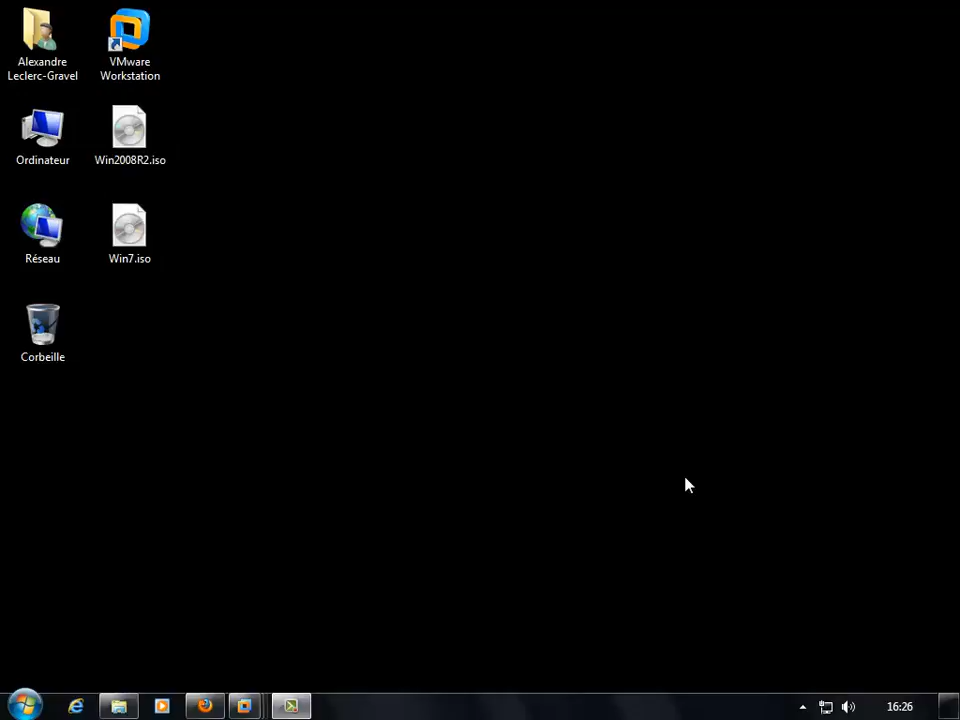 Alexandre
Leclerc-Gravel
VMware
Workstation
Ordinateur
Win2008R2.iso
Réseau
Win7.iso
Corbeille
16:26